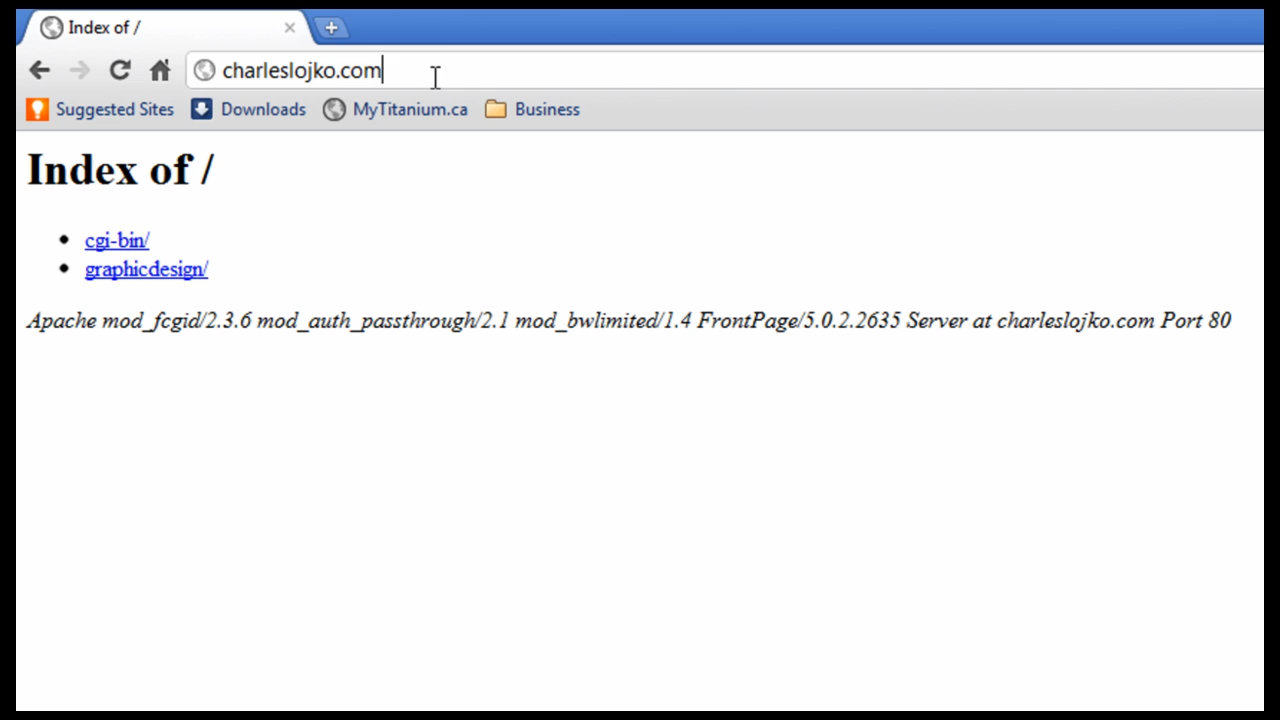 Index of /
charleslojko.com
Suggested Sites Downloads MyTitanium.ca Business
Index of /
cgi-bin/
graphicdesign/
Apache mod_fcgid/2.3.6 mod_auth_passthrough/2.1 mod_bwlimited/1.4 FrontPage/5.0.2.2635 Server at charleslojko.com Port 80